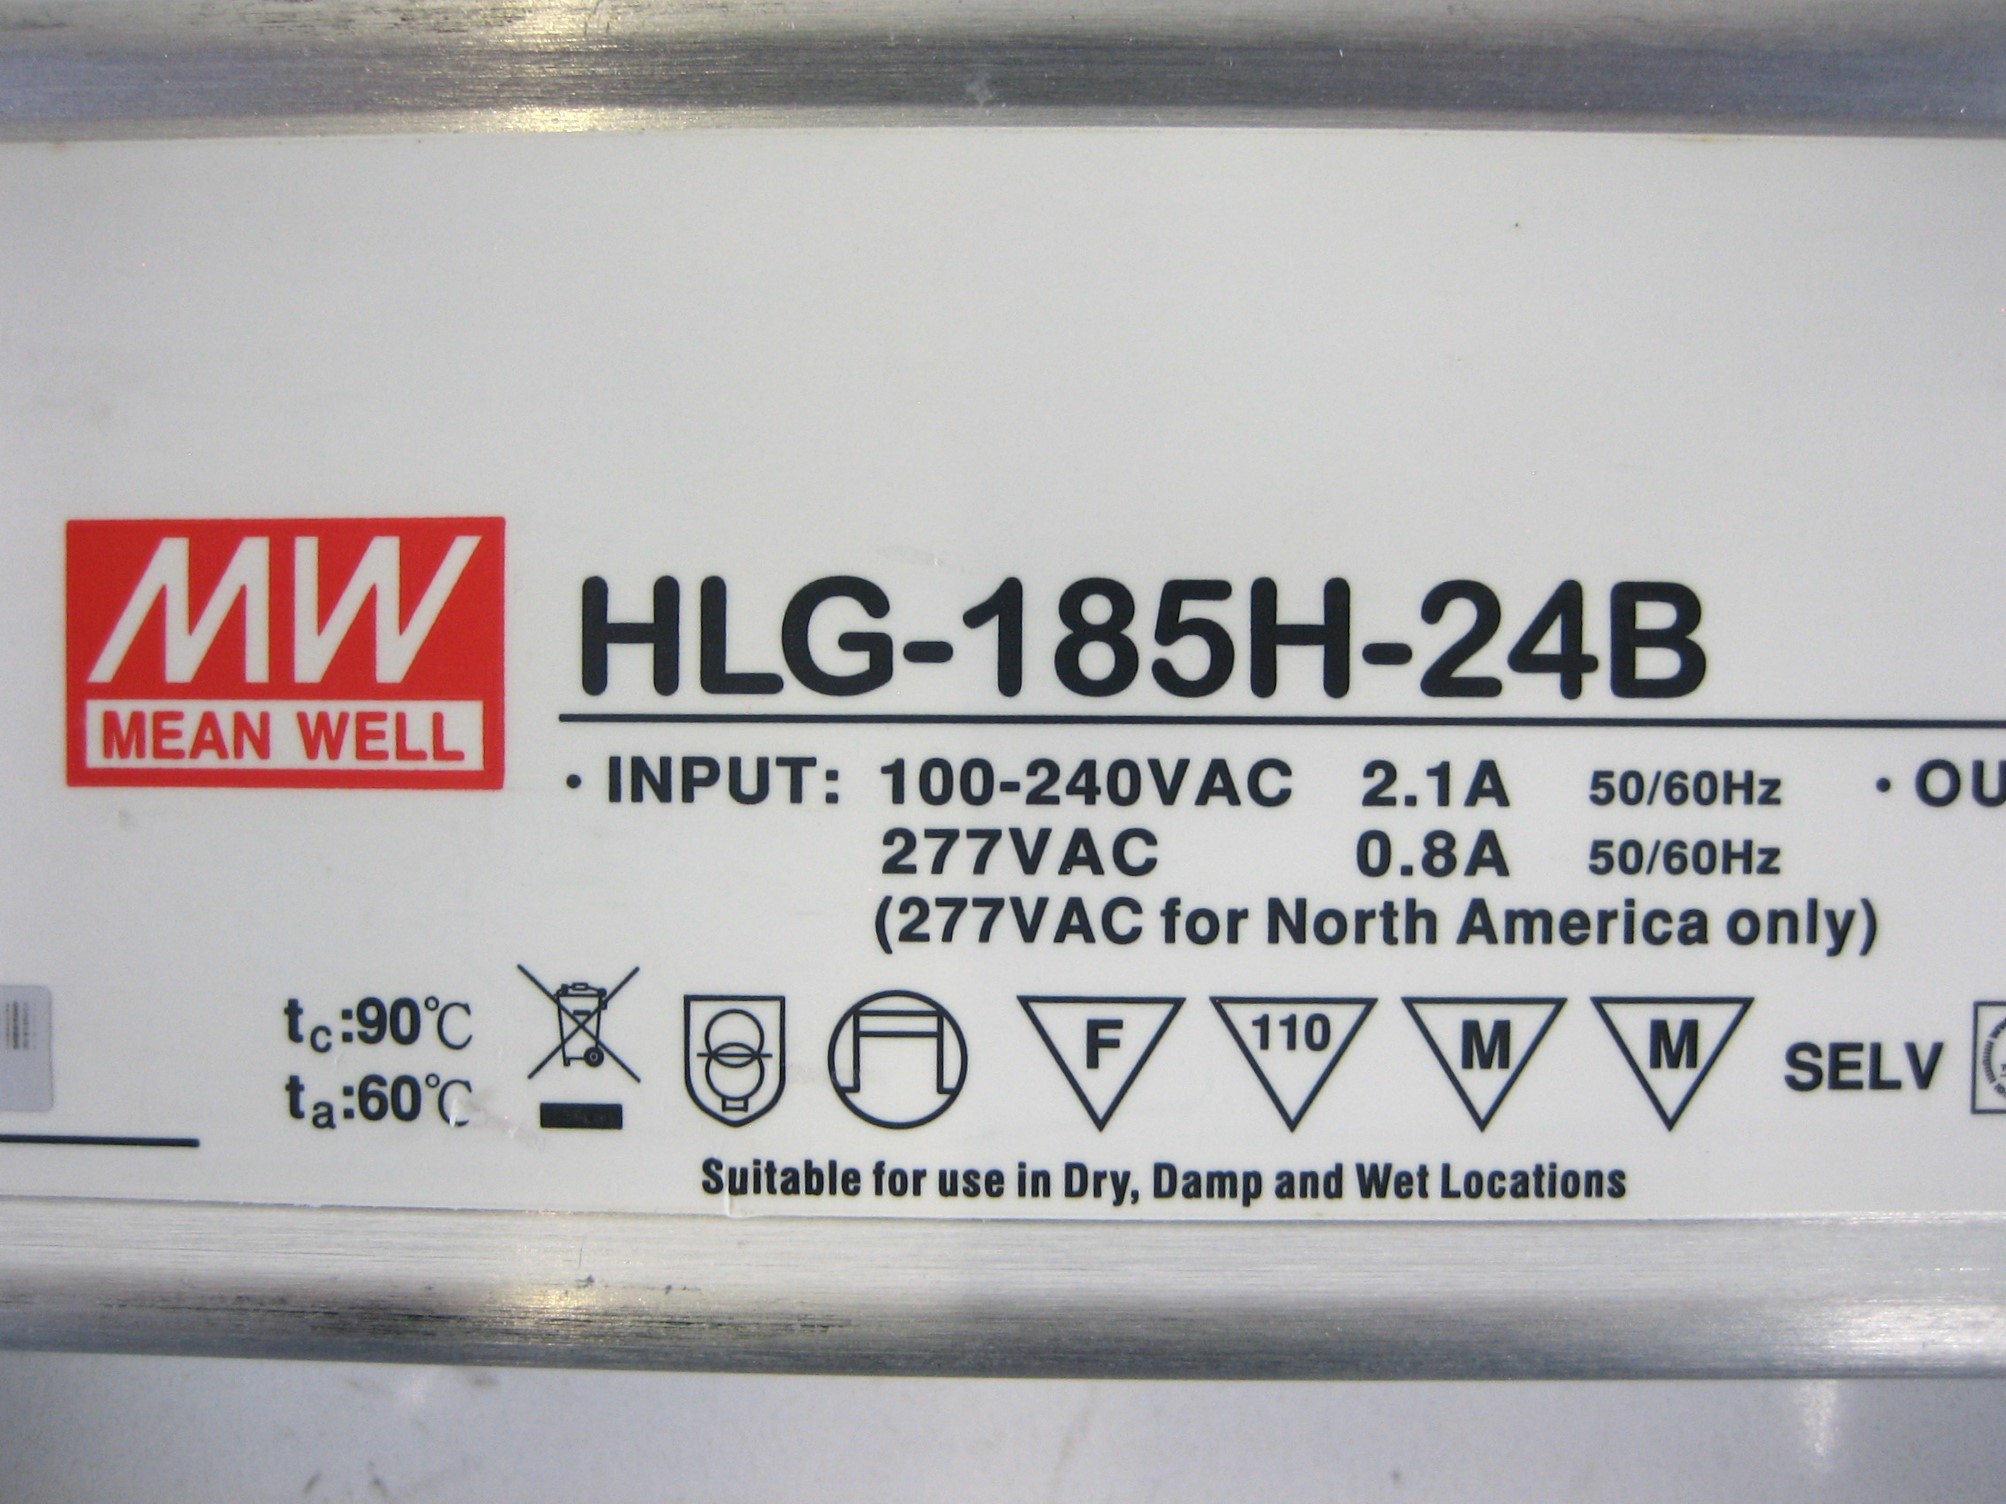 MW
MEAN WELL
HLG-185H-24B
· INPUT: 100-240VAC 2.1A 50/60Hz · OU
277VAC 0.8A 50/60Hz
(277VAC for North America only)
tc:90℃
ta:60℃
F
110
M
M
SELV
Suitable for use in Dry, Damp and Wet Locations